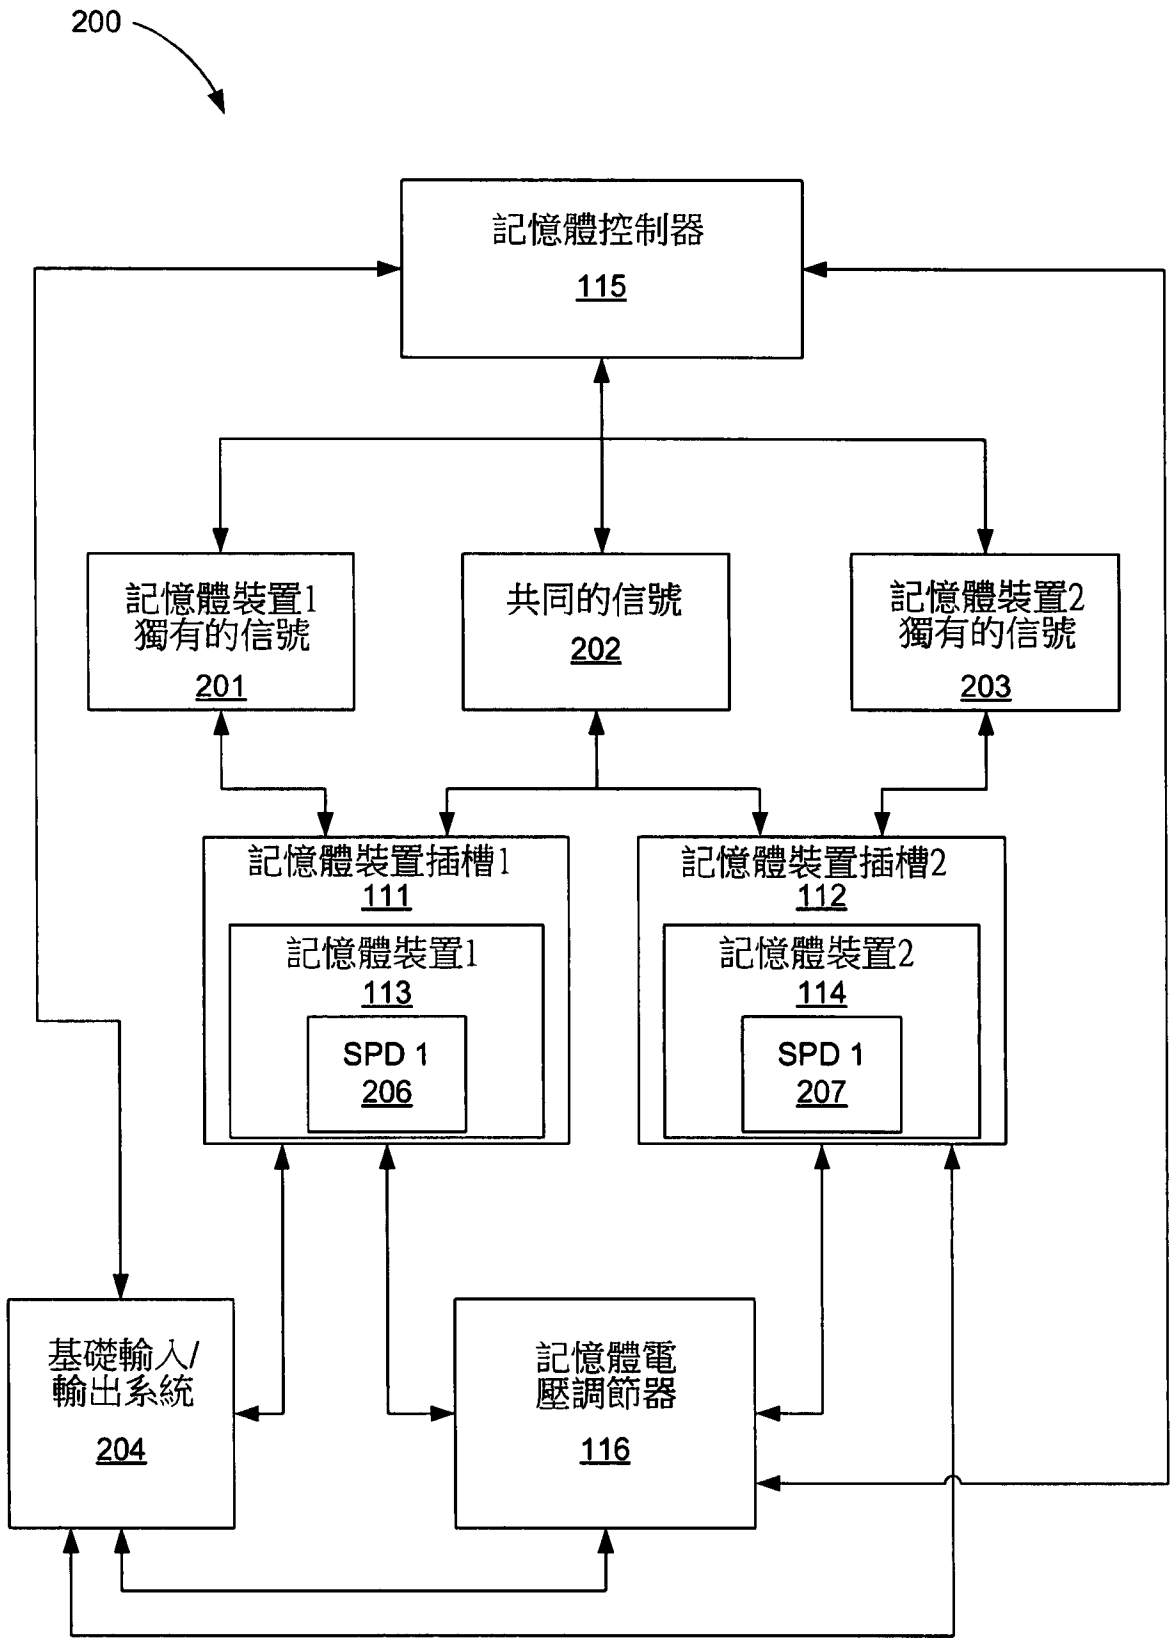 200
記憶體控制器
115
記憶體裝置1
獨有的信號
201
共同的信號
202
記憶體裝置2
獨有的信號
203
記憶體裝置插槽1
111
記憶體裝置1
113
SPD 1
206
記憶體裝置插槽2
112
記憶體裝置2
114
SPD 1
207
基礎輸入/
輸出系統
204
記憶體電
壓調節器
116